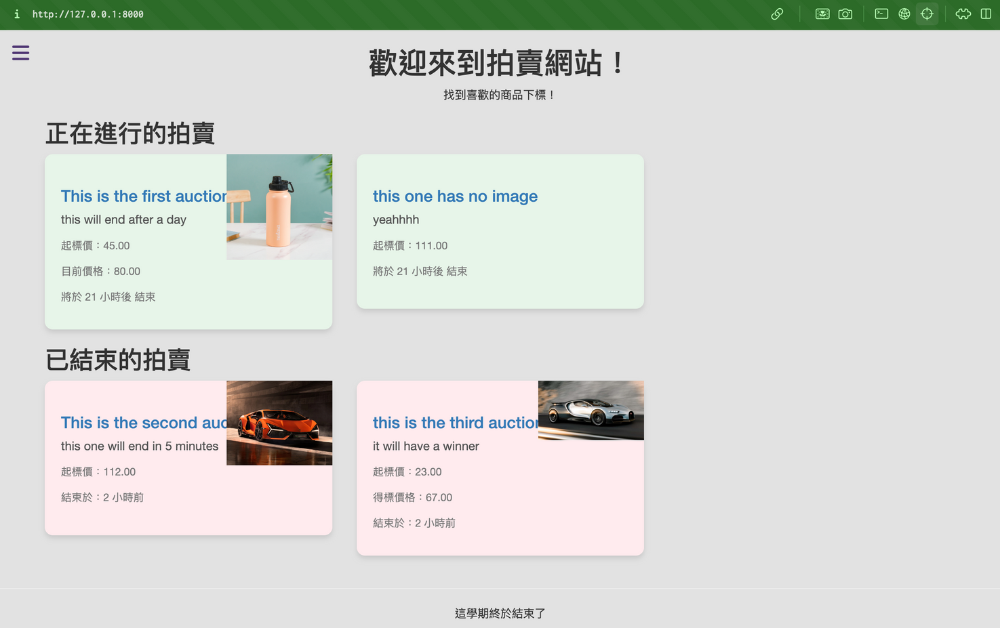 http://127.0.0.1:8000
歡迎來到拍賣網站！
找到喜歡的商品下標！
正在進行的拍賣
This is the first auction
this will end after a day
起標價：45.00
目前價格：80.00
將於 21 小時後 結束
this one has no image
yeahhhh
起標價：111.00
將於 21 小時後 結束
已結束的拍賣
This is the second auc
this one will end in 5 minutes
起標價：112.00
結束於：2 小時前
this is the third auction
it will have a winner
起標價：23.00
得標價格：67.00
結束於：2 小時前
這學期終於結束了